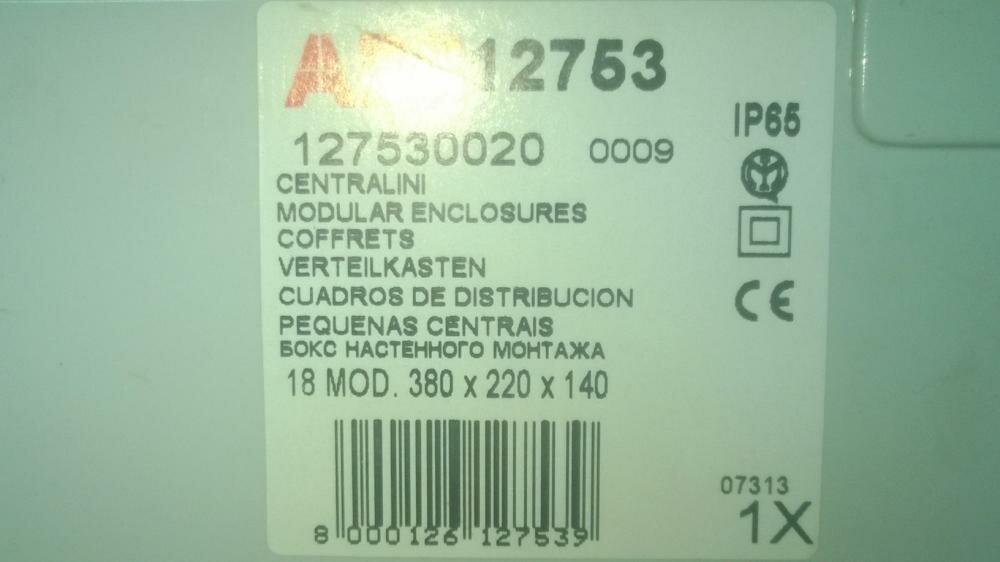 12753
IP65
127530020 0009
CENTRALINI
MODULAR ENCLOSURES
COFFRETS
VERTEILKASTEN
CUADROS DE DISTRIBUCION
PEQUENAS CENTRAIS
БОКС НАСТЕННОГО МОНТАЖА
CE
18 MOD. 380 x 220 x 140
8 000126 127539
07313
1X